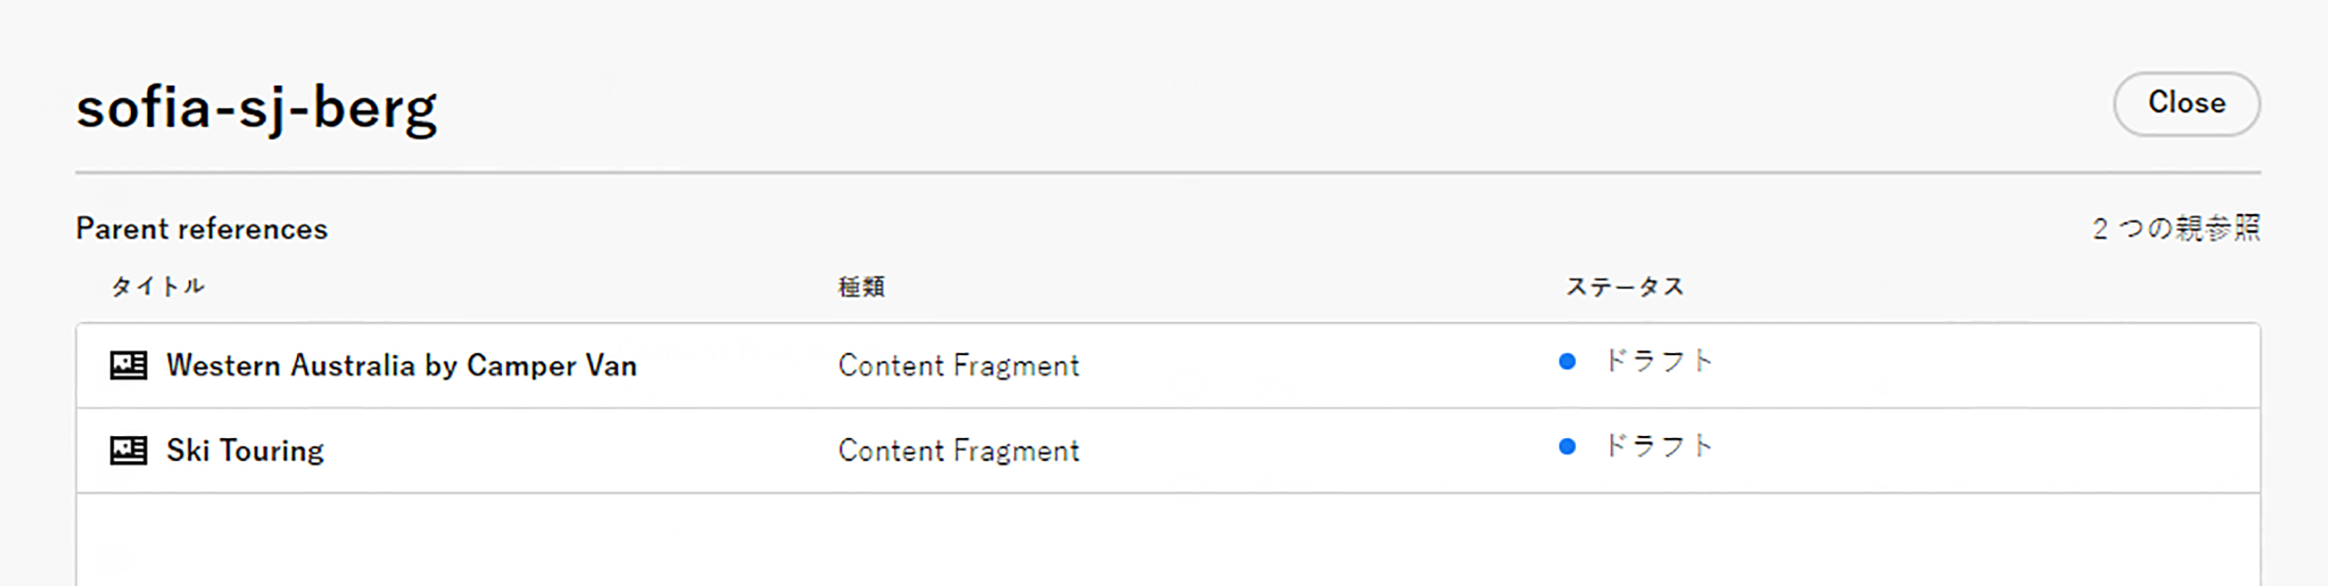 sofia-sj-berg
Close
Parent references
2 つの親参照
タイトル 種類 ステータス
Western Australia by Camper Van Content Fragment ドラフト
Ski Touring Content Fragment ドラフト